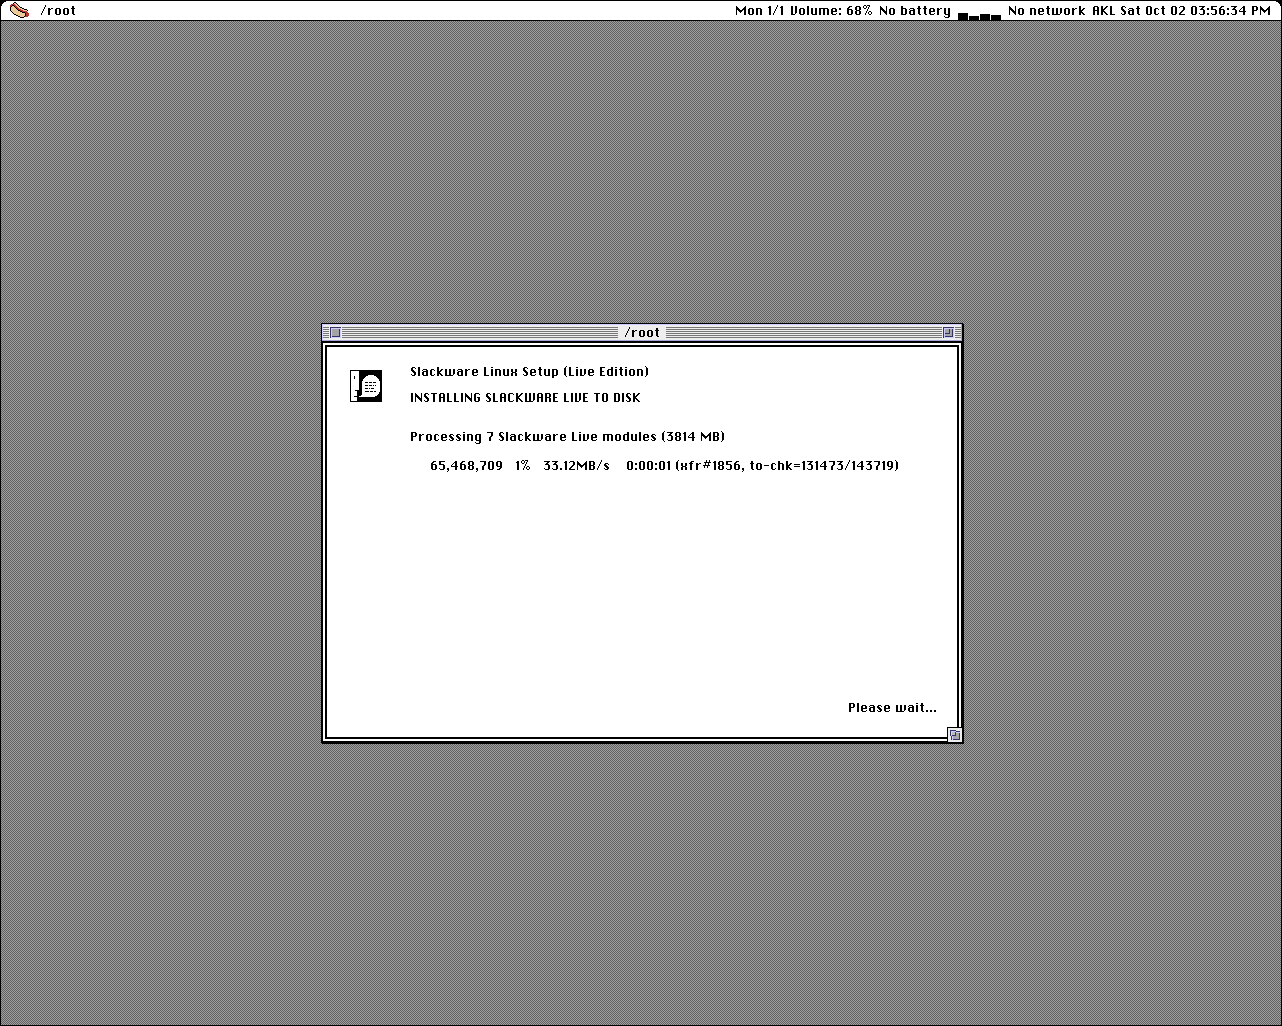 /root
Mon 1/1 Volume: 68% No battery No network AKL Sat Oct 02 03:56:34 PM
/root
Slackware Linux Setup (Live Edition)
INSTALLING SLACKWARE LIVE TO DISK
Processing 7 Slackware Live modules (3814 MB)
65,468,709 1% 33.12MB/s 0:00:01 (xfr#1856, to-chk=131473/143719)
Please wait...